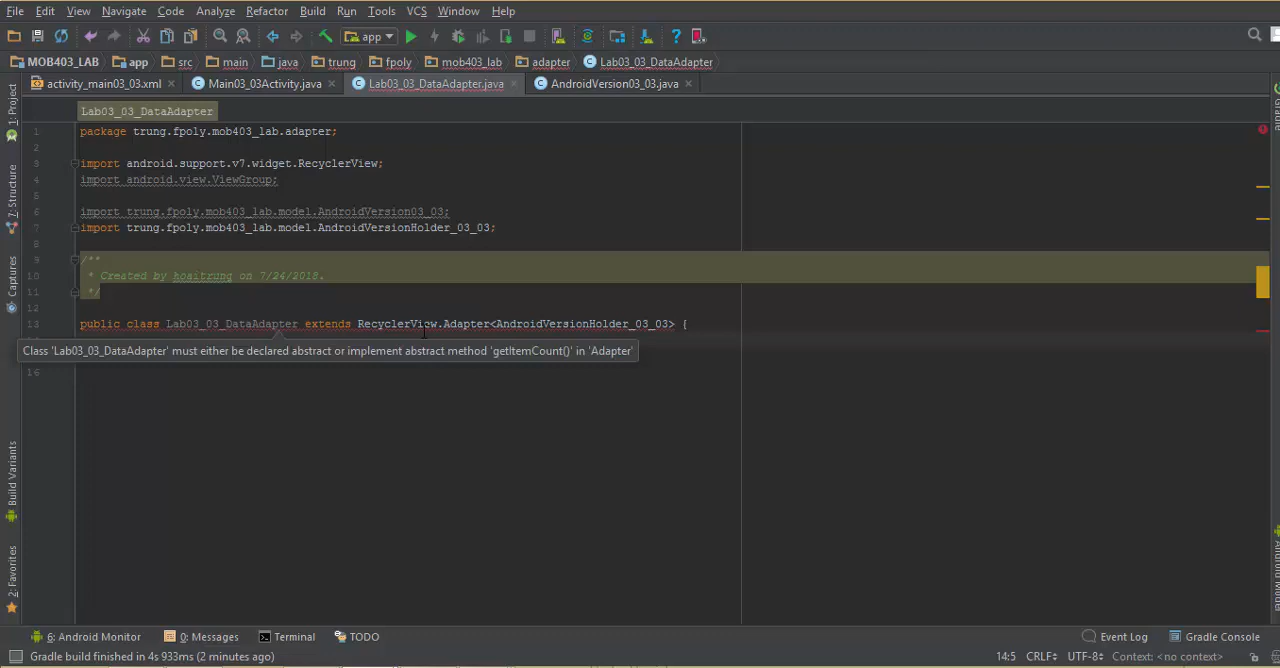 File Edit View Navigate Code Analyze Refactor Build Run Tools VCS Window Help
app
MOB403_LAB app src main java trung fpoly mob403_lab adapter Lab03_03_DataAdapter
activity_main03_03.xml Main03_03Activity.java Lab03_03_DataAdapter.java AndroidVersion03_03.java
Lab03_03_DataAdapter
1 package trung.fpoly.mob403_lab.adapter;
2
3 import android.support.v7.widget.RecyclerView;
4 import android.view.ViewGroup;
5
6 import trung.fpoly.mob403_lab.model.AndroidVersion03_03;
7 import trung.fpoly.mob403_lab.model.AndroidVersionHolder_03_03;
8
9 /**
10 * Created by hoaitrung on 7/24/2018.
11 */
12
13 public class Lab03_03_DataAdapter extends RecyclerView.Adapter<AndroidVersionHolder_03_03> {
Class 'Lab03_03_DataAdapter' must either be declared abstract or implement abstract method 'getItemCount()' in 'Adapter'
16
1: Project
7: Structure
Captures
Build Variants
2: Favorites
6: Android Monitor 0: Messages Terminal TODO Event Log Gradle Console
Gradle build finished in 4s 933ms (2 minutes ago) 14:5 CRLF UTF-8 Context: <no context>